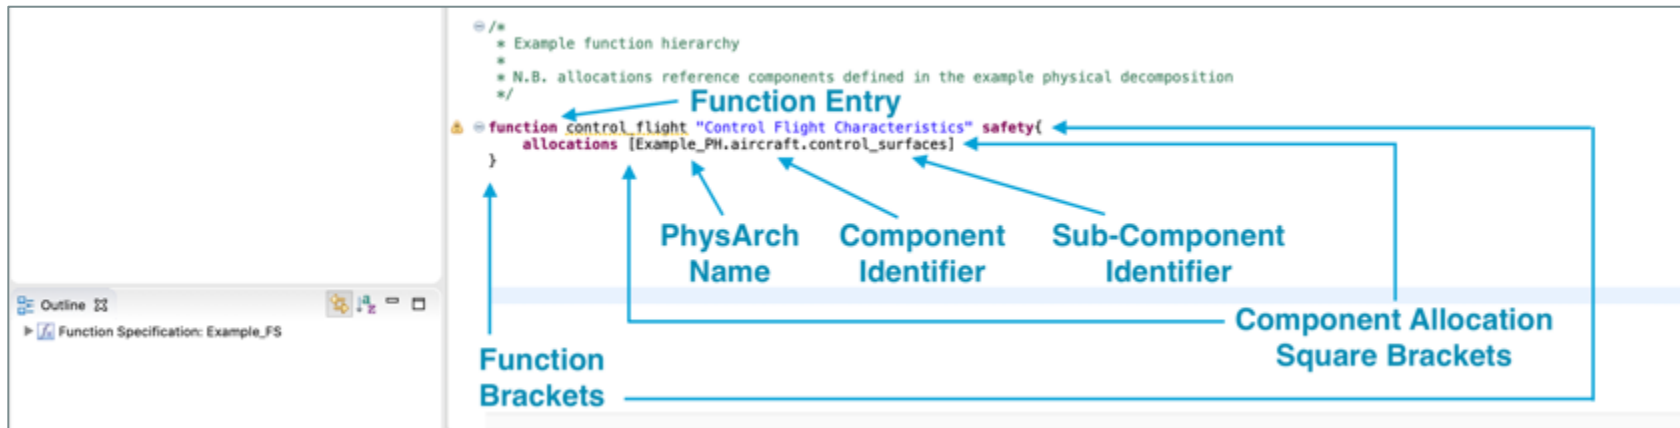 /*
* Example function hierarchy
*
* N.B. allocations reference components defined in the example physical decomposition
*/
Function Entry
function control_flight "Control Flight Characteristics" safety{
allocations [Example_PH.aircraft.control_surfaces]
}
PhysArch
Name
Component
Identifier
Sub-Component
Identifier
Outline
Function Specification: Example_FS
Component Allocation
Square Brackets
Function
Brackets